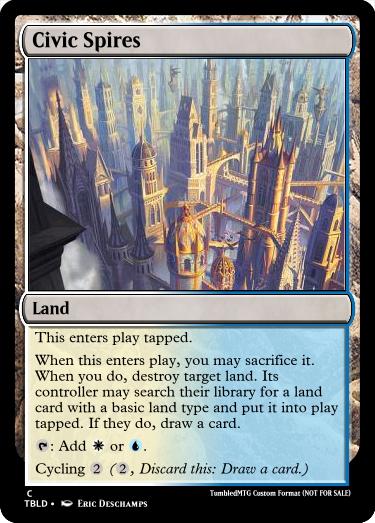 Civic Spires
Land
This enters play tapped.
When this enters play, you may sacrifice it.
When you do, destroy target land. Its
controller may search their library for a land
card with a basic land type and put it into play
tapped. If they do, draw a card.
: Add or .
Cycling 2 ( 2 , Discard this: Draw a card.)
C
TBLD • Eric Deschamps
TumbledMTG Custom Format (NOT FOR SALE)